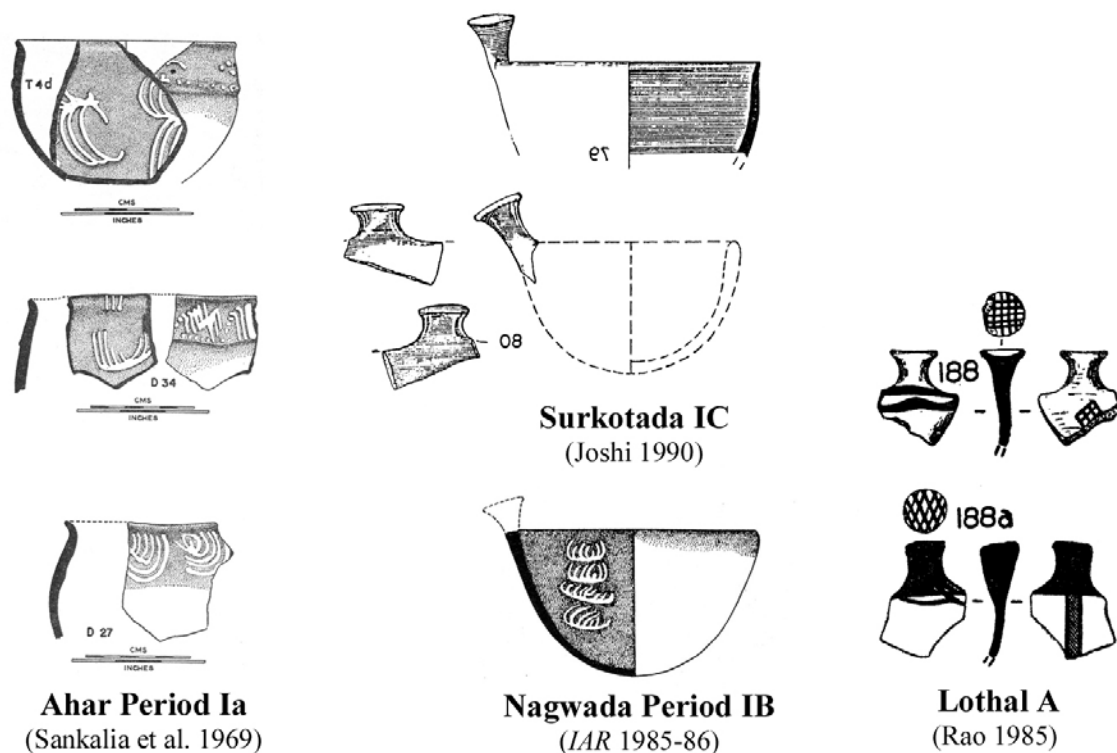 T4d
CMS
INCHES
79
08
D 34
CMS
INCHES
Surkotada IC
(Joshi 1990)
188
188a
D 27
CMS
INCHES
Ahar Period Ia
(Sankalia et al. 1969)
Nagwada Period IB
(IAR 1985-86)
Lothal A
(Rao 1985)